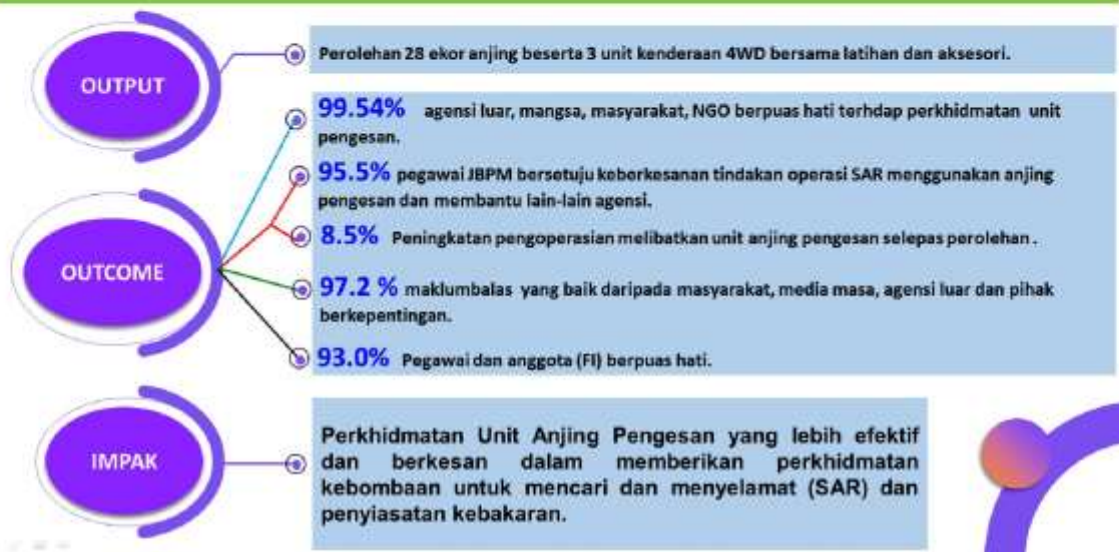 OUTPUT
Perolehan 28 ekor anjing beserta 3 unit kenderaan 4WD bersama latihan dan aksesori.
OUTCOME
99.54% agensi luar, mangsa, masyarakat, NGO berpuas hati terhdap perkhidmatan unit
pengesan.
95.5% pegawai JBPM bersetuju keberkesanan tindakan operasi SAR menggunakan anjing
pengesan dan membantu lain-lain agensi.
8.5% Peningkatan pengoperasian melibatkan unit anjing pengesan selepas perolehan .
97.2 % maklumbalas yang baik daripada masyarakat, media masa, agensi luar dan pihak
berkepentingan.
93.0% Pegawai dan anggota (FI) berpuas hati.
IMPAK
Perkhidmatan Unit Anjing Pengesan yang lebih efektif
dan berkesan dalam memberikan perkhidmatan
kebombaan untuk mencari dan menyelamat (SAR) dan
penyiasatan kebakaran.